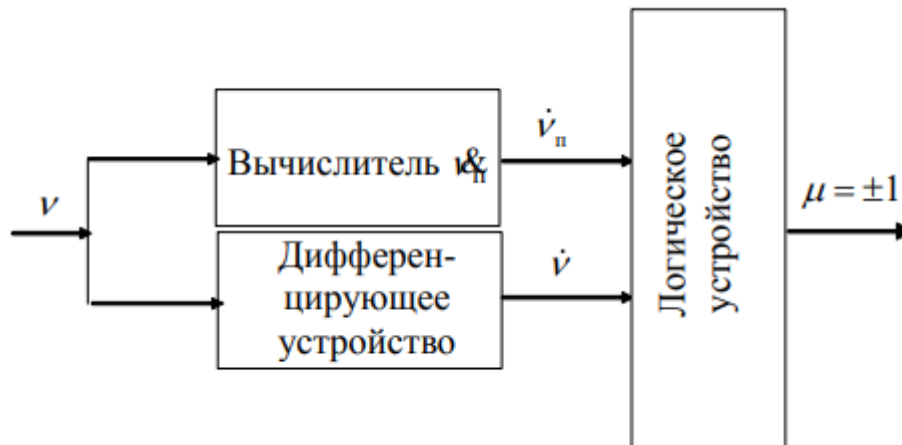 ν
Вычислитель ν&п
ν̇п
Дифферен-
цирующее
устройство
ν̇
Логическое
устройство
μ = ±1